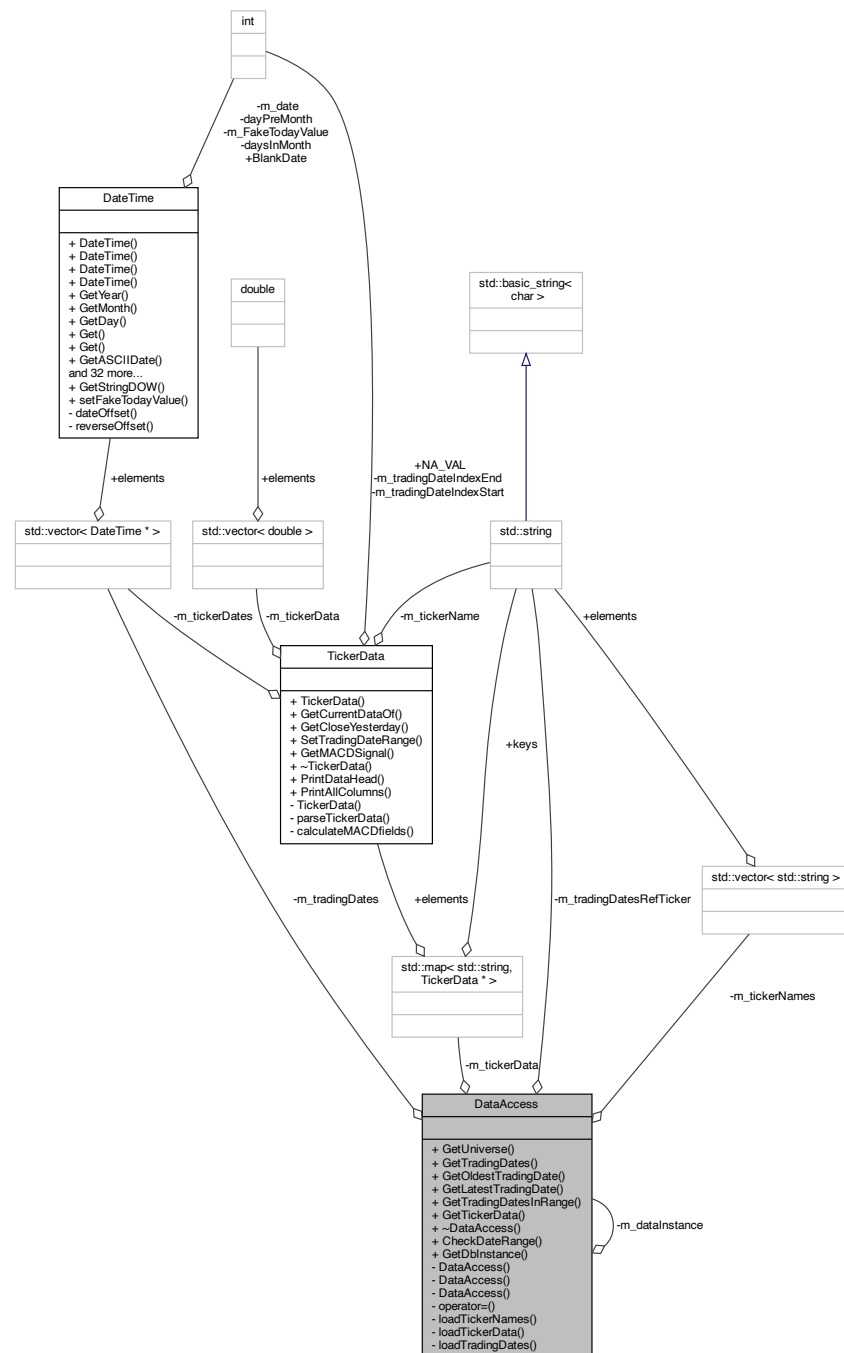 int
-m_date
-dayPreMonth
-m_FakeTodayValue
-daysInMonth
+BlankDate
DateTime
+ DateTime()
+ DateTime()
+ DateTime()
+ DateTime()
+ GetYear()
+ GetMonth()
+ GetDay()
+ Get()
+ Get()
+ GetASCIIDate()
and 32 more...
+ GetStringDOW()
+ setFakeTodayValue()
- dateOffset()
- reverseOffset()
double
std::basic_string<
char >
+elements
+elements
+NA_VAL
-m_tradingDateIndexEnd
-m_tradingDateIndexStart
std::vector< DateTime * >
std::vector< double >
std::string
-m_tickerDates
-m_tickerData
-m_tickerName
+elements
TickerData
+ TickerData()
+ GetCurrentDataOf()
+ GetCloseYesterday()
+ SetTradingDateRange()
+ GetMACDSignal()
+ ~TickerData()
+ PrintDataHead()
+ PrintAllColumns()
- TickerData()
- parseTickerData()
- calculateMACDfields()
+keys
std::vector< std::string >
-m_tradingDates
+elements
-m_tradingDatesRefTicker
std::map< std::string,
TickerData * >
-m_tickerNames
-m_tickerData
DataAccess
+ GetUniverse()
+ GetTradingDates()
+ GetOldestTradingDate()
+ GetLatestTradingDate()
+ GetTradingDatesInRange()
+ GetTickerData()
+ ~DataAccess()
+ CheckDateRange()
+ GetDbInstance()
- DataAccess()
- DataAccess()
- DataAccess()
- operator=()
- loadTickerNames()
- loadTickerData()
- loadTradingDates()
-m_dataInstance